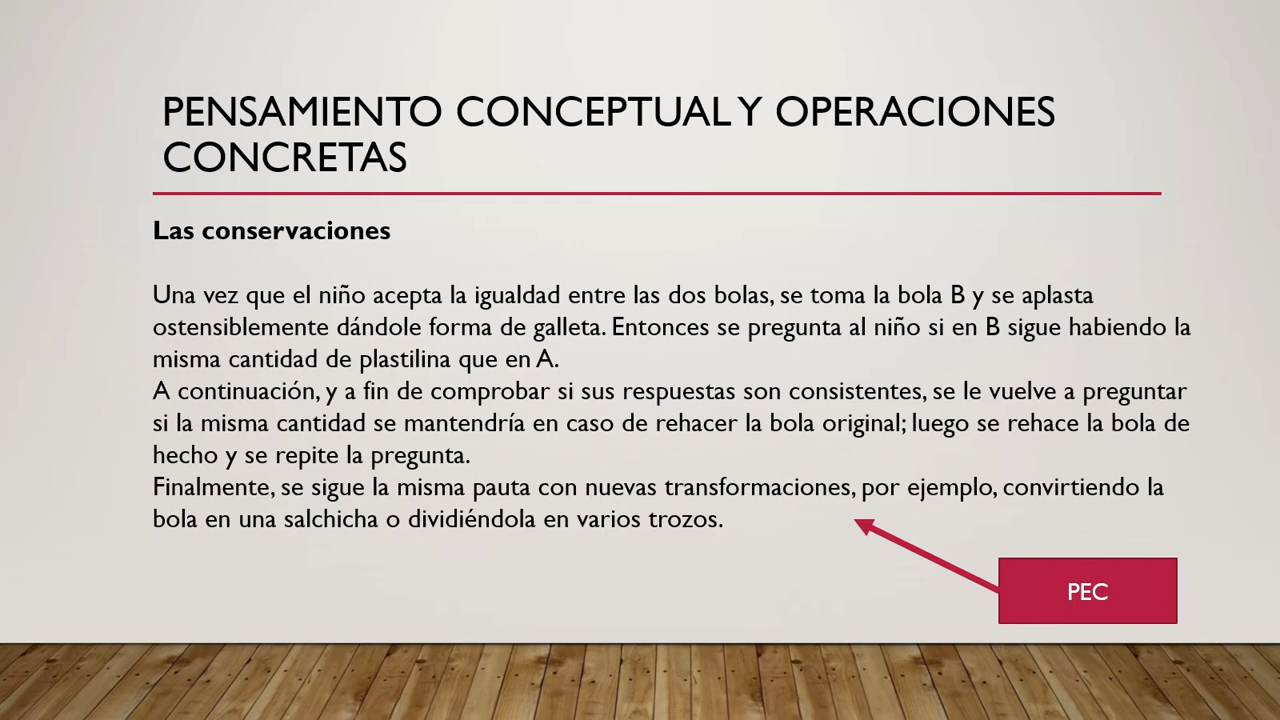 PENSAMIENTO CONCEPTUAL Y OPERACIONES
CONCRETAS
Las conservaciones
Una vez que el niño acepta la igualdad entre las dos bolas, se toma la bola B y se aplasta
ostensiblemente dándole forma de galleta. Entonces se pregunta al niño si en B sigue habiendo la
misma cantidad de plastilina que en A.
A continuación, y a fin de comprobar si sus respuestas son consistentes, se le vuelve a preguntar
si la misma cantidad se mantendría en caso de rehacer la bola original; luego se rehace la bola de
hecho y se repite la pregunta.
Finalmente, se sigue la misma pauta con nuevas transformaciones, por ejemplo, convirtiendo la
bola en una salchicha o dividiéndola en varios trozos.
PEC